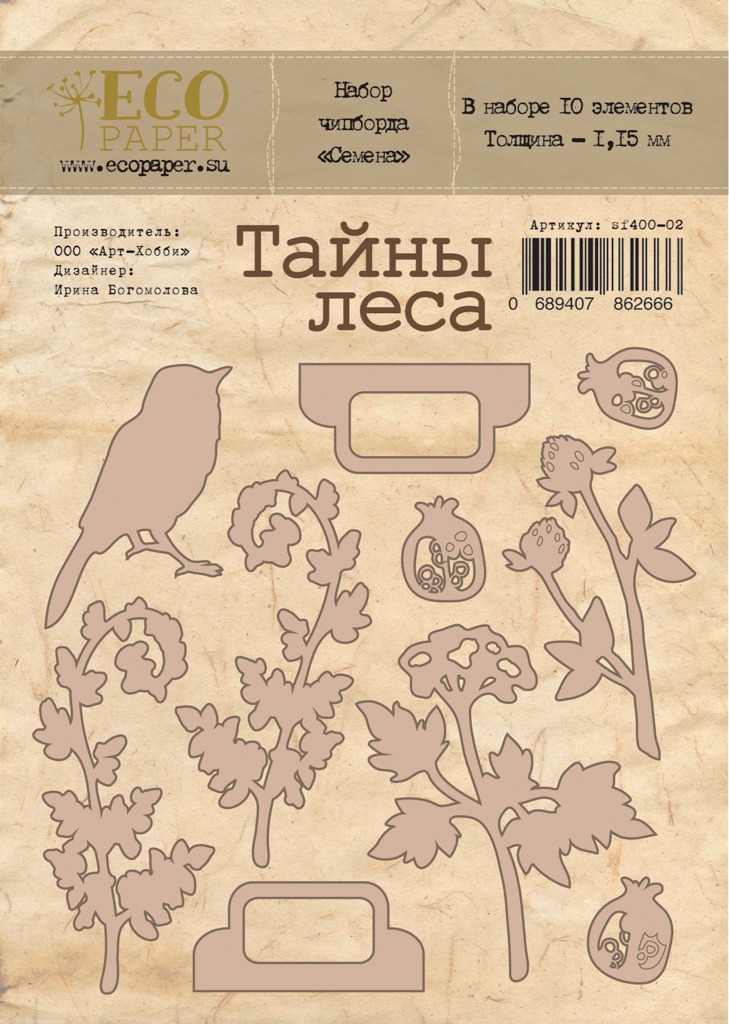 ECO
PAPER
www.ecopaper.su
Набор
чипборда
«Семена»
В наборе 10 элементов
Толщина – 1,15 мм
Производитель:
ООО «Арт-Хобби»
Дизайнер:
Ирина Богомолова
Тайны
леса
Артикул: sf400-02
0 689407 862666